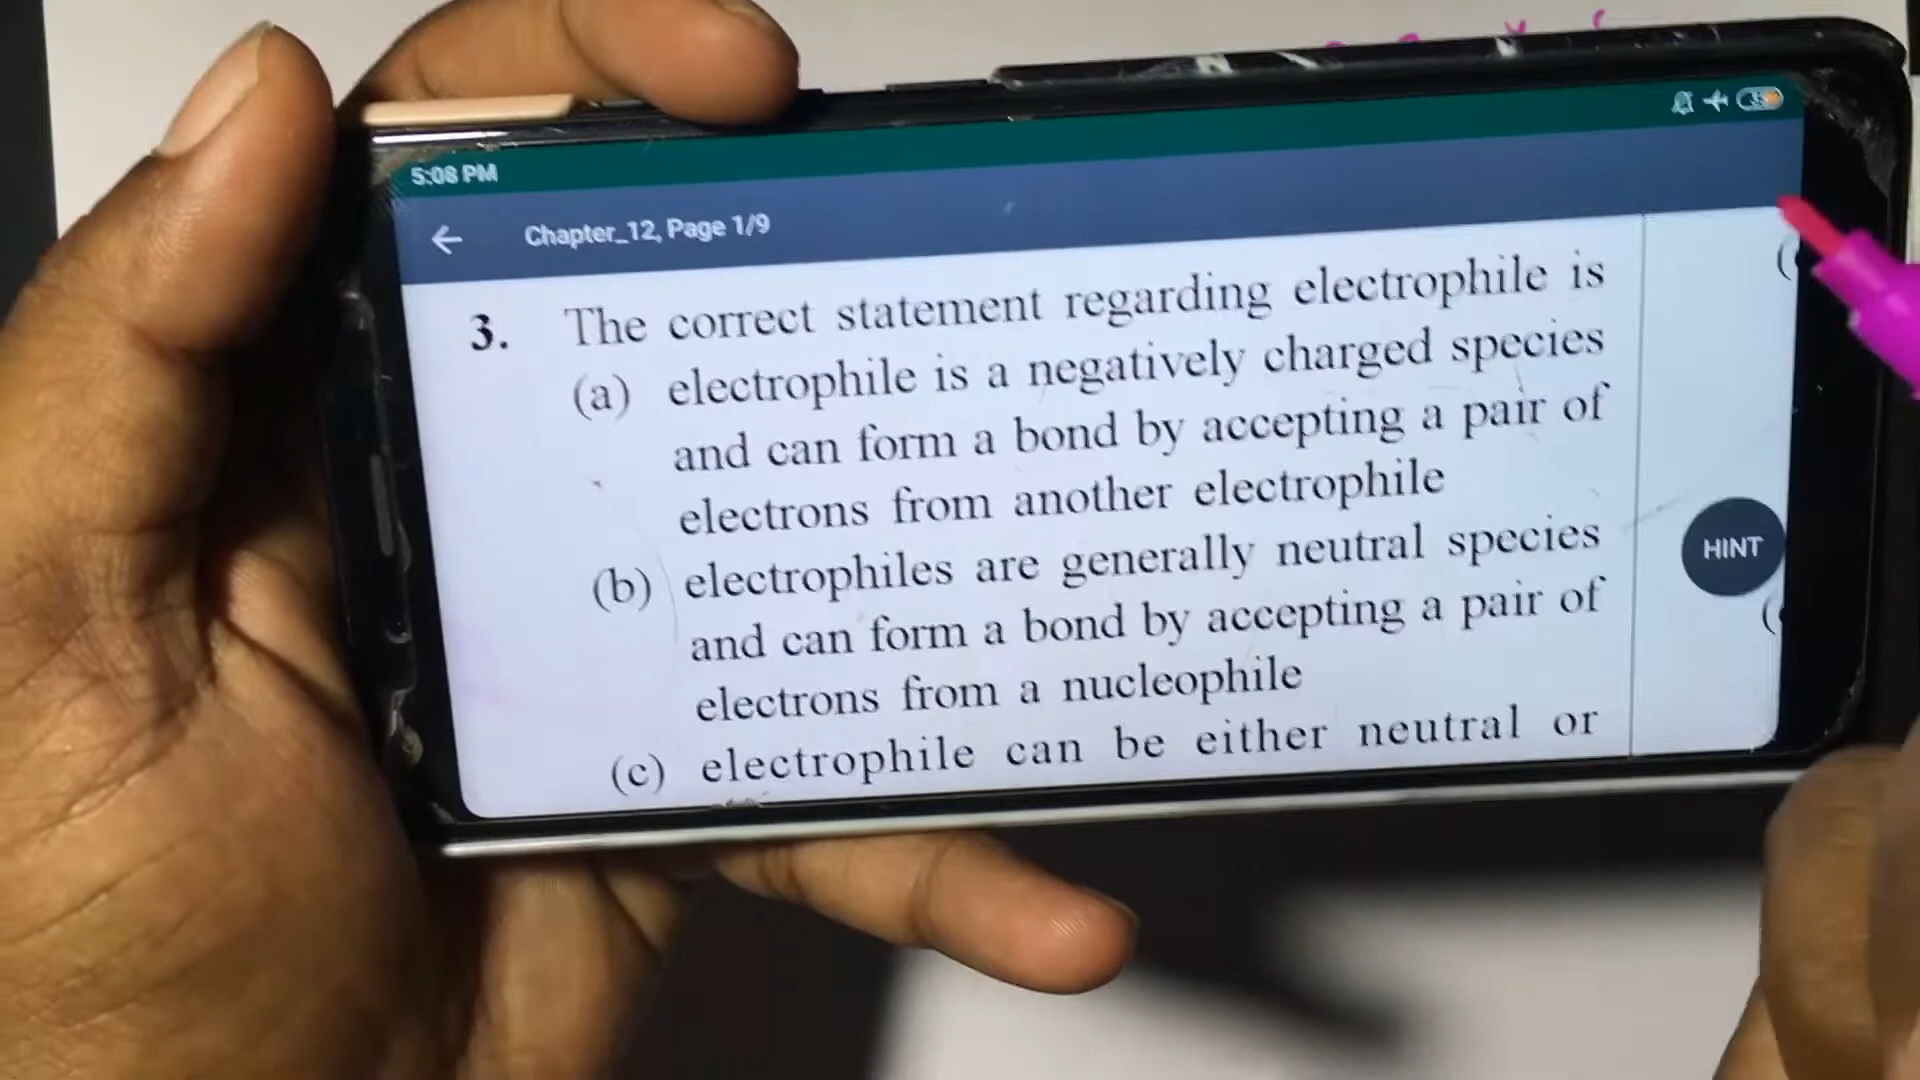 5:08 PM
Chapter_12, Page 1/9
3. The correct statement regarding electrophile is
(a) electrophile is a negatively charged species
and can form a bond by accepting a pair of
electrons from another electrophile
(b) electrophiles are generally neutral species
and can form a bond by accepting a pair of
electrons from a nucleophile
(c) electrophile can be either neutral or
HINT